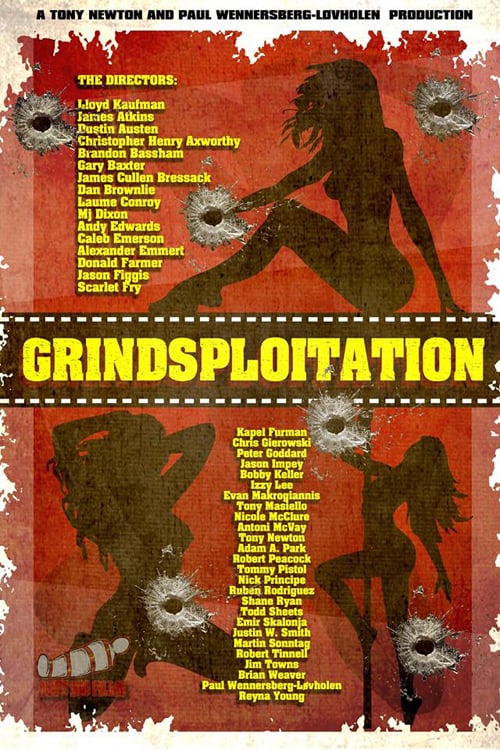 A TONY NEWTON AND PAUL WENNERSBERG-LØVHOLEN PRODUCTION
THE DIRECTORS:
Lloyd Kaufman
James Atkins
Dustin Austen
Christopher Henry Axworthy
Brandon Bassham
Gary Baxter
James Cullen Bressack
Dan Brownlie
Laume Conroy
Mj Dixon
Andy Edwards
Caleb Emerson
Alexander Emmert
Donald Farmer
Jason Figgis
Scarlet Fry
GRINDSPLOITATION
Kapel Furman
Chris Gierowski
Peter Goddard
Jason Impey
Bobby Keller
Izzy Lee
Evan Makrogiannis
Tony Masiello
Nicole McClure
Antoni McVay
Tony Newton
Adam A. Park
Robert Peacock
Tommy Pistol
Nick Principe
Ruben Rodriguez
Shane Ryan
Todd Sheets
Emir Skalonja
Justin W. Smith
Martin Sonntag
Robert Tinnell
Jim Towns
Brian Weaver
Paul Wennersberg-Løvholen
Reyna Young